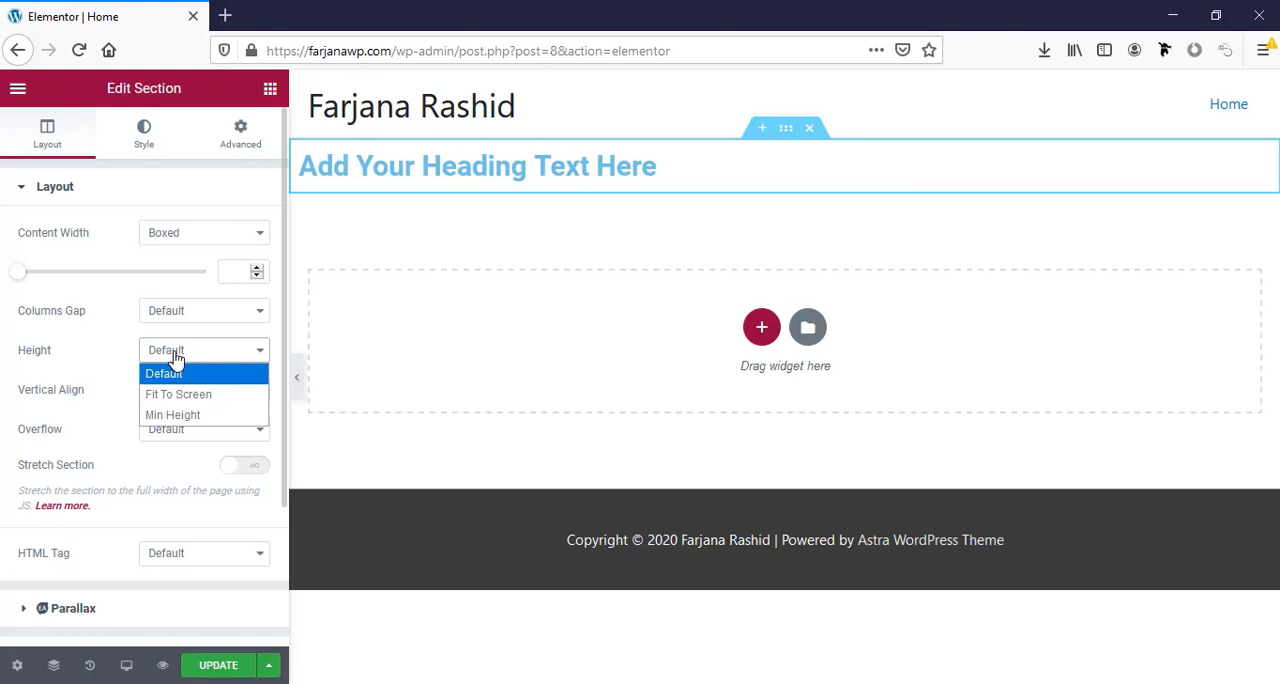 Elementor | Home
https://farjanawp.com/wp-admin/post.php?post=8&action=elementor
Edit Section
Farjana Rashid
Home
Layout
Style
Advanced
Add Your Heading Text Here
Layout
Content Width
Boxed
Columns Gap
Default
Height
Default
Default
Fit To Screen
Min Height
Drag widget here
Vertical Align
Overflow
Default
Stretch Section
NO
Stretch the section to the full width of the page using
JS. Learn more.
Copyright © 2020 Farjana Rashid | Powered by Astra WordPress Theme
HTML Tag
Default
Parallax
UPDATE